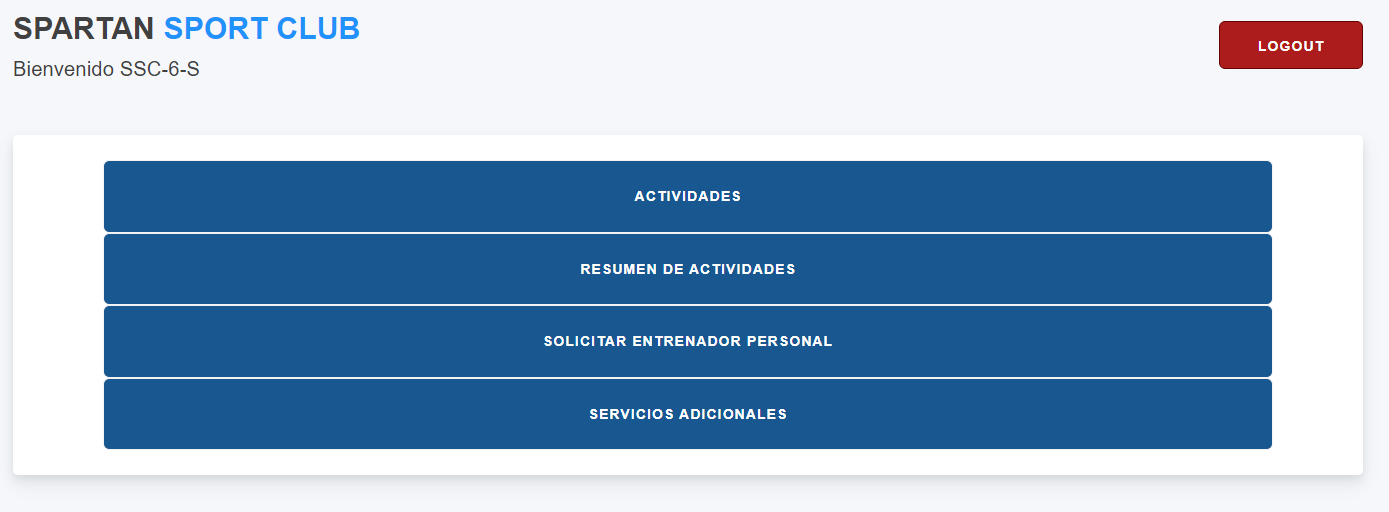 SPARTAN SPORT CLUB
LOGOUT
Bienvenido SSC-6-S
ACTIVIDADES
RESUMEN DE ACTIVIDADES
SOLICITAR ENTRENADOR PERSONAL
SERVICIOS ADICIONALES